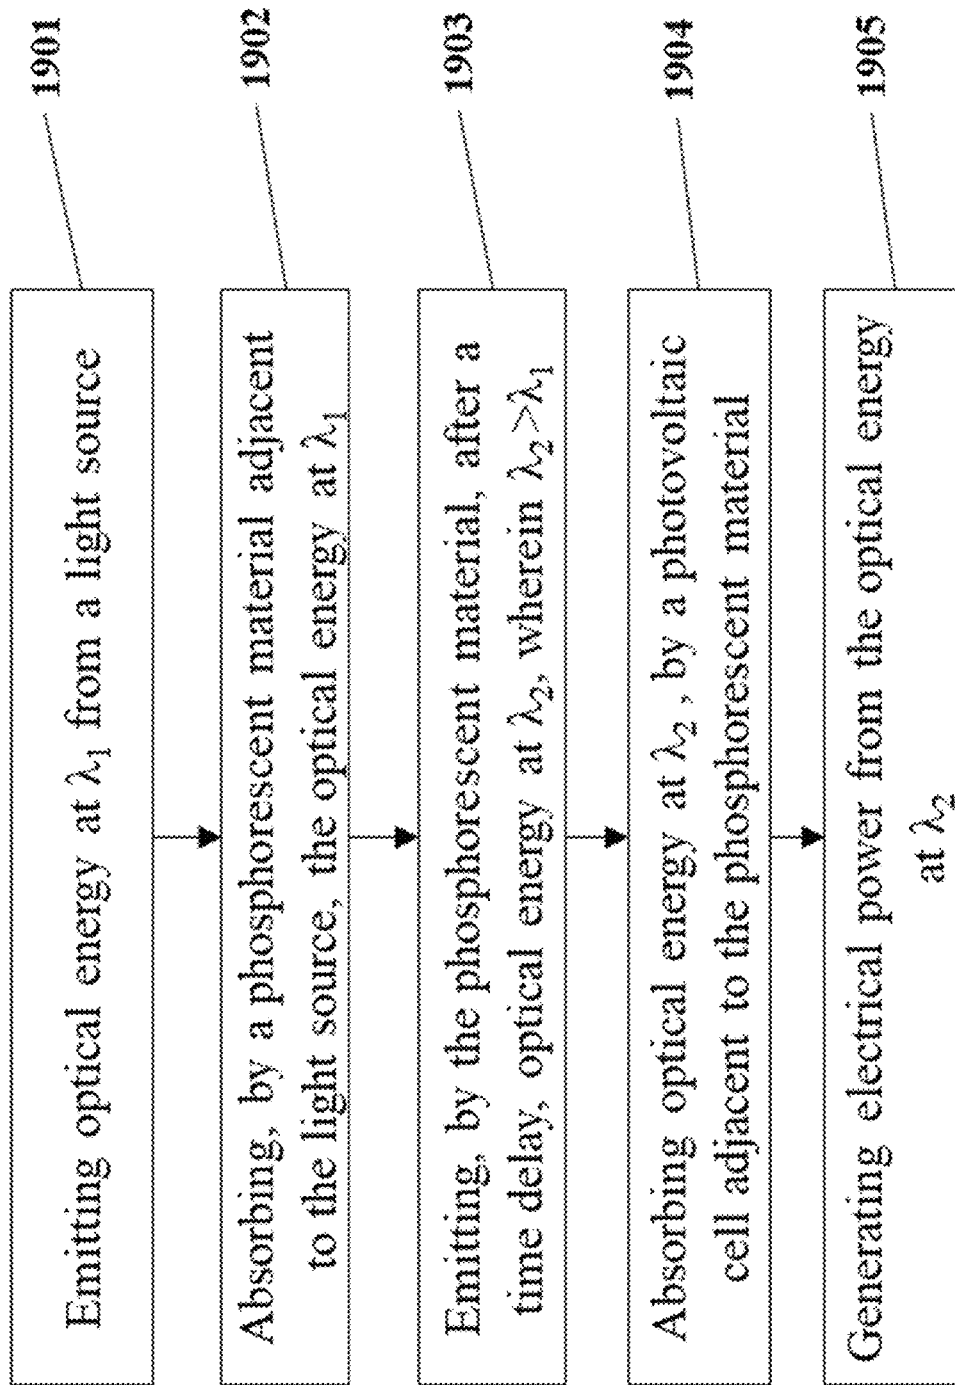 Emitting optical energy at λ₁ from a light source
1901
Absorbing, by a phosphorescent material adjacent
to the light source, the optical energy at λ₁
1902
Emitting, by the phosphorescent material, after a
time delay, optical energy at λ₂, wherein λ₂>λ₁
1903
Absorbing optical energy at λ₂ , by a photovoltaic
cell adjacent to the phosphorescent material
1904
Generating electrical power from the optical energy
at λ₂
1905